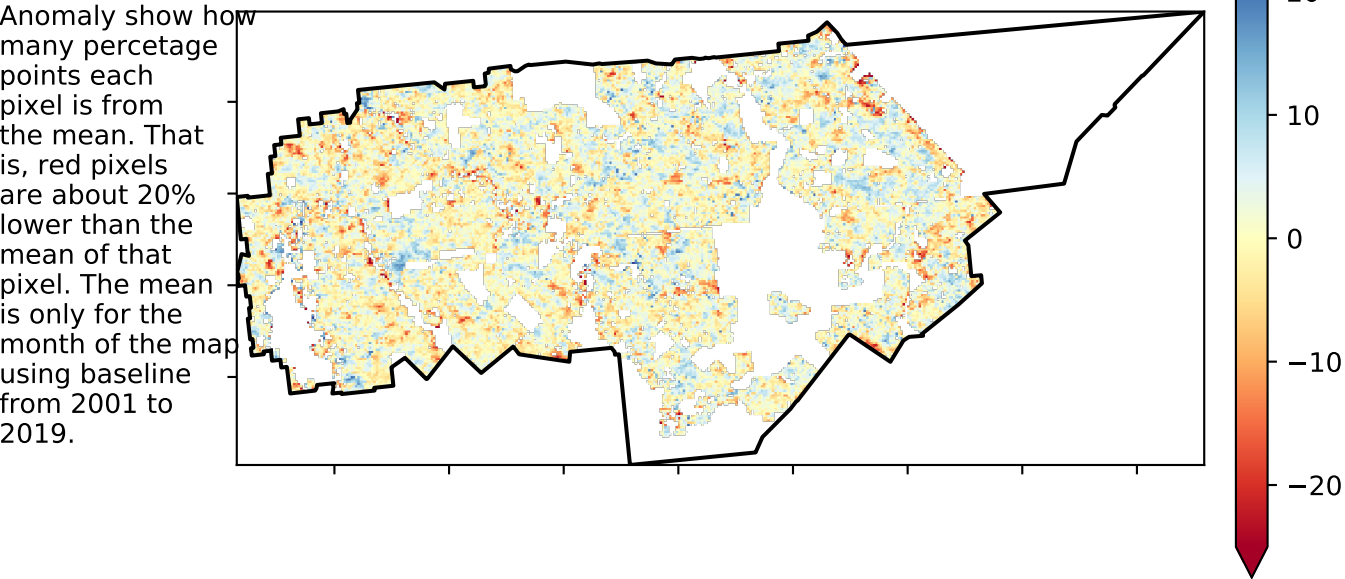 Anomaly show how
many percetage
points each
pixel is from
the mean. That
is, red pixels
are about 20%
lower than the
mean of that
pixel. The mean
is only for the
month of the map
using baseline
from 2001 to
2019.
10
0
−10
−20